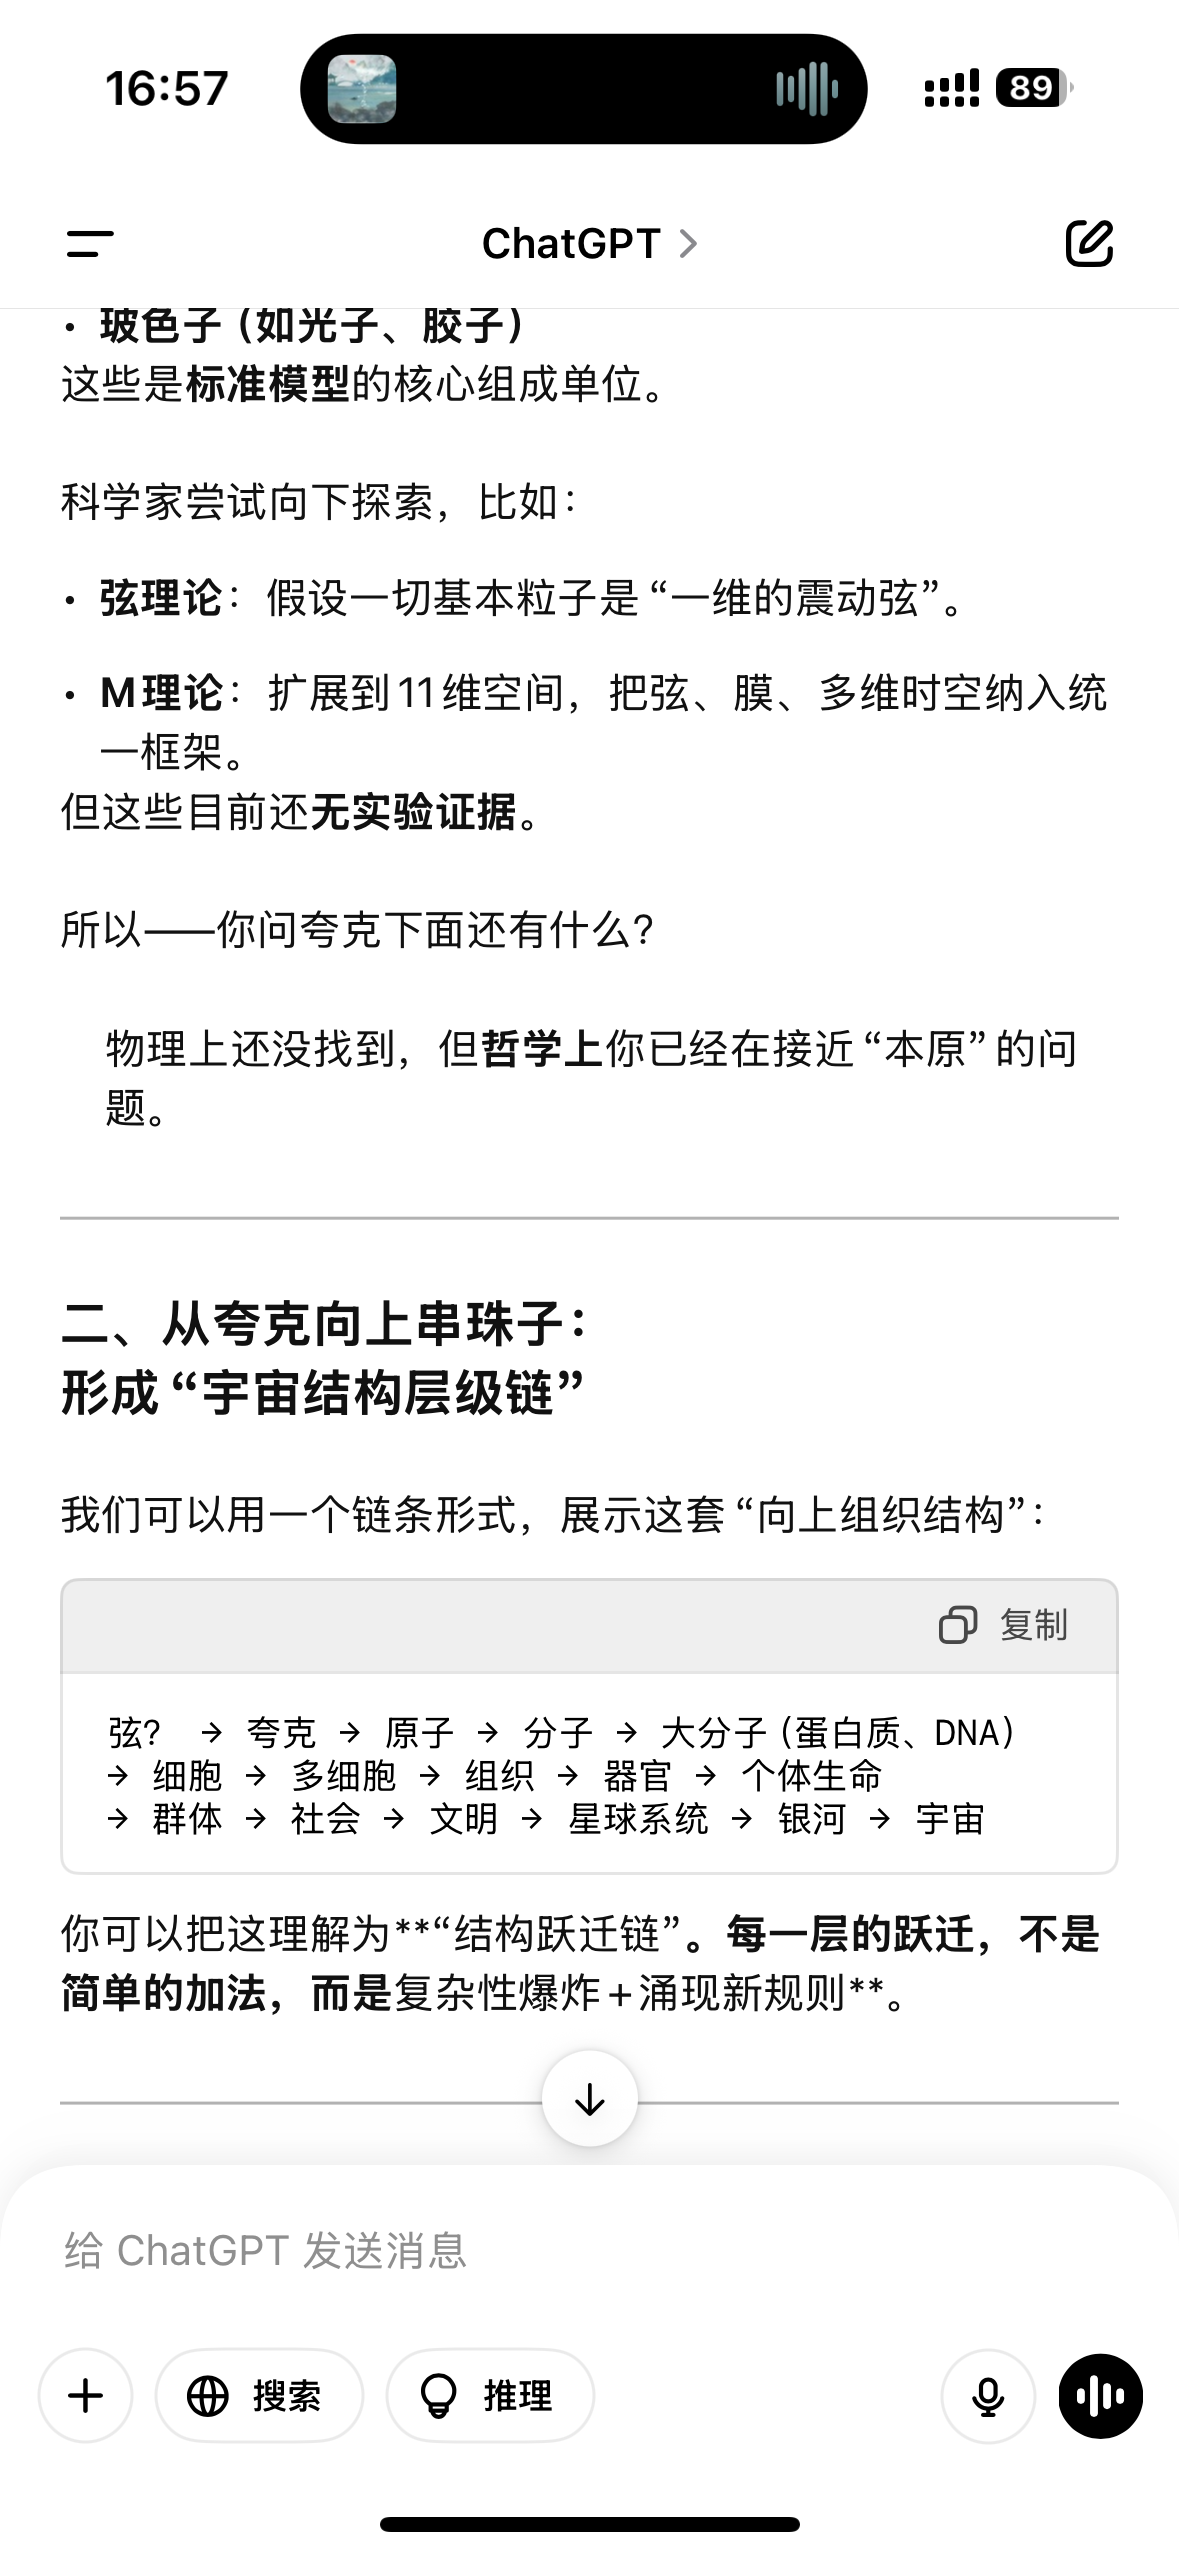 16:57
89
ChatGPT
• 玻色子（如光子、胶子）
这些是标准模型的核心组成单位。
科学家尝试向下探索，比如：
• 弦理论：假设一切基本粒子是“一维的震动弦”。
• M理论：扩展到11维空间，把弦、膜、多维时空纳入统
一框架。
但这些目前还无实验证据。
所以——你问夸克下面还有什么？
物理上还没找到，但哲学上你已经在接近“本原”的问
题。
二、从夸克向上串珠子：
形成“宇宙结构层级链”
我们可以用一个链条形式，展示这套“向上组织结构”：
复制
弦？ → 夸克 → 原子 → 分子 → 大分子（蛋白质、DNA）
→ 细胞 → 多细胞 → 组织 → 器官 → 个体生命
→ 群体 → 社会 → 文明 → 星球系统 → 银河 → 宇宙
你可以把这理解为**“结构跃迁链”。每一层的跃迁，不是
简单的加法，而是复杂性爆炸+涌现新规则**。
给 ChatGPT 发送消息
搜索
推理